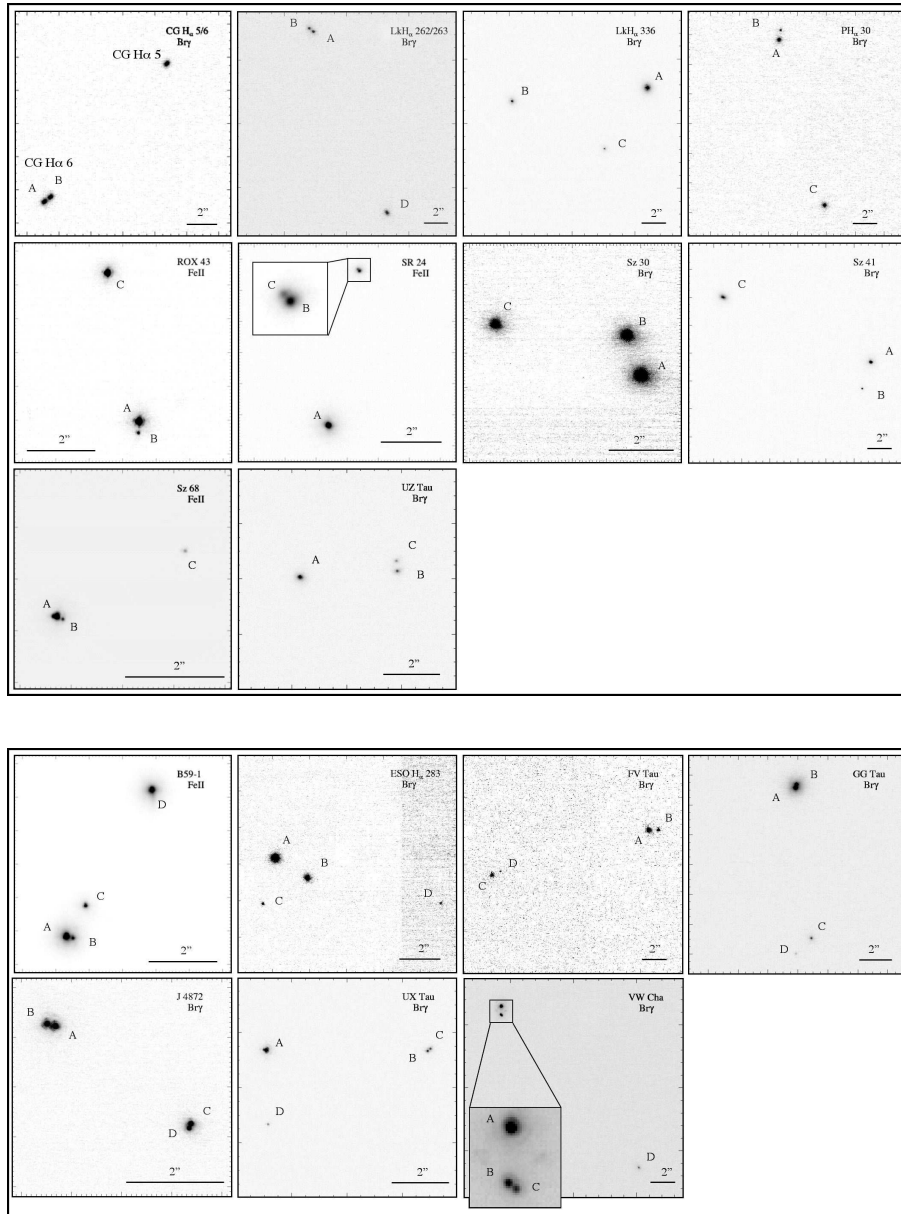 CG Hα 5/6
Brγ
CG Hα 5
CG Hα 6
A
B
2”
LkHα 262/263
Brγ
B
A
D
2”
LkHα 336
Brγ
A
B
C
2”
PHα 30
Brγ
B
A
C
2”
ROX 43
FeII
C
A
B
2”
SR 24
FeII
C
B
A
2”
Sz 30
Brγ
C
B
A
2”
Sz 41
Brγ
C
A
B
2”
Sz 68
FeII
C
A
B
2”
UZ Tau
Brγ
C
A
B
2”
B59-1
FeII
D
C
A
B
2”
ESO Hα 283
Brγ
A
B
C
D
2”
FV Tau
Brγ
B
A
D
C
2”
GG Tau
Brγ
B
A
C
D
2”
J 4872
Brγ
B
A
C
D
2”
UX Tau
Brγ
A
C
B
D
2”
VW Cha
Brγ
A
B
C
D
2”